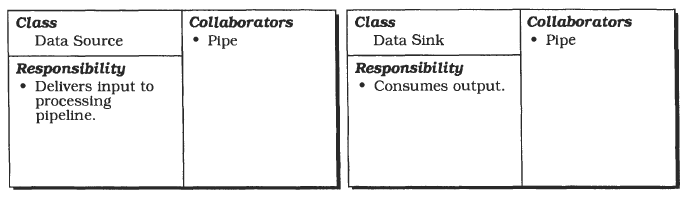 Class
Data Source
Collaborators
• Pipe
Responsibility
• Delivers input to
processing
pipeline.
Class
Data Sink
Collaborators
• Pipe
Responsibility
• Consumes output.